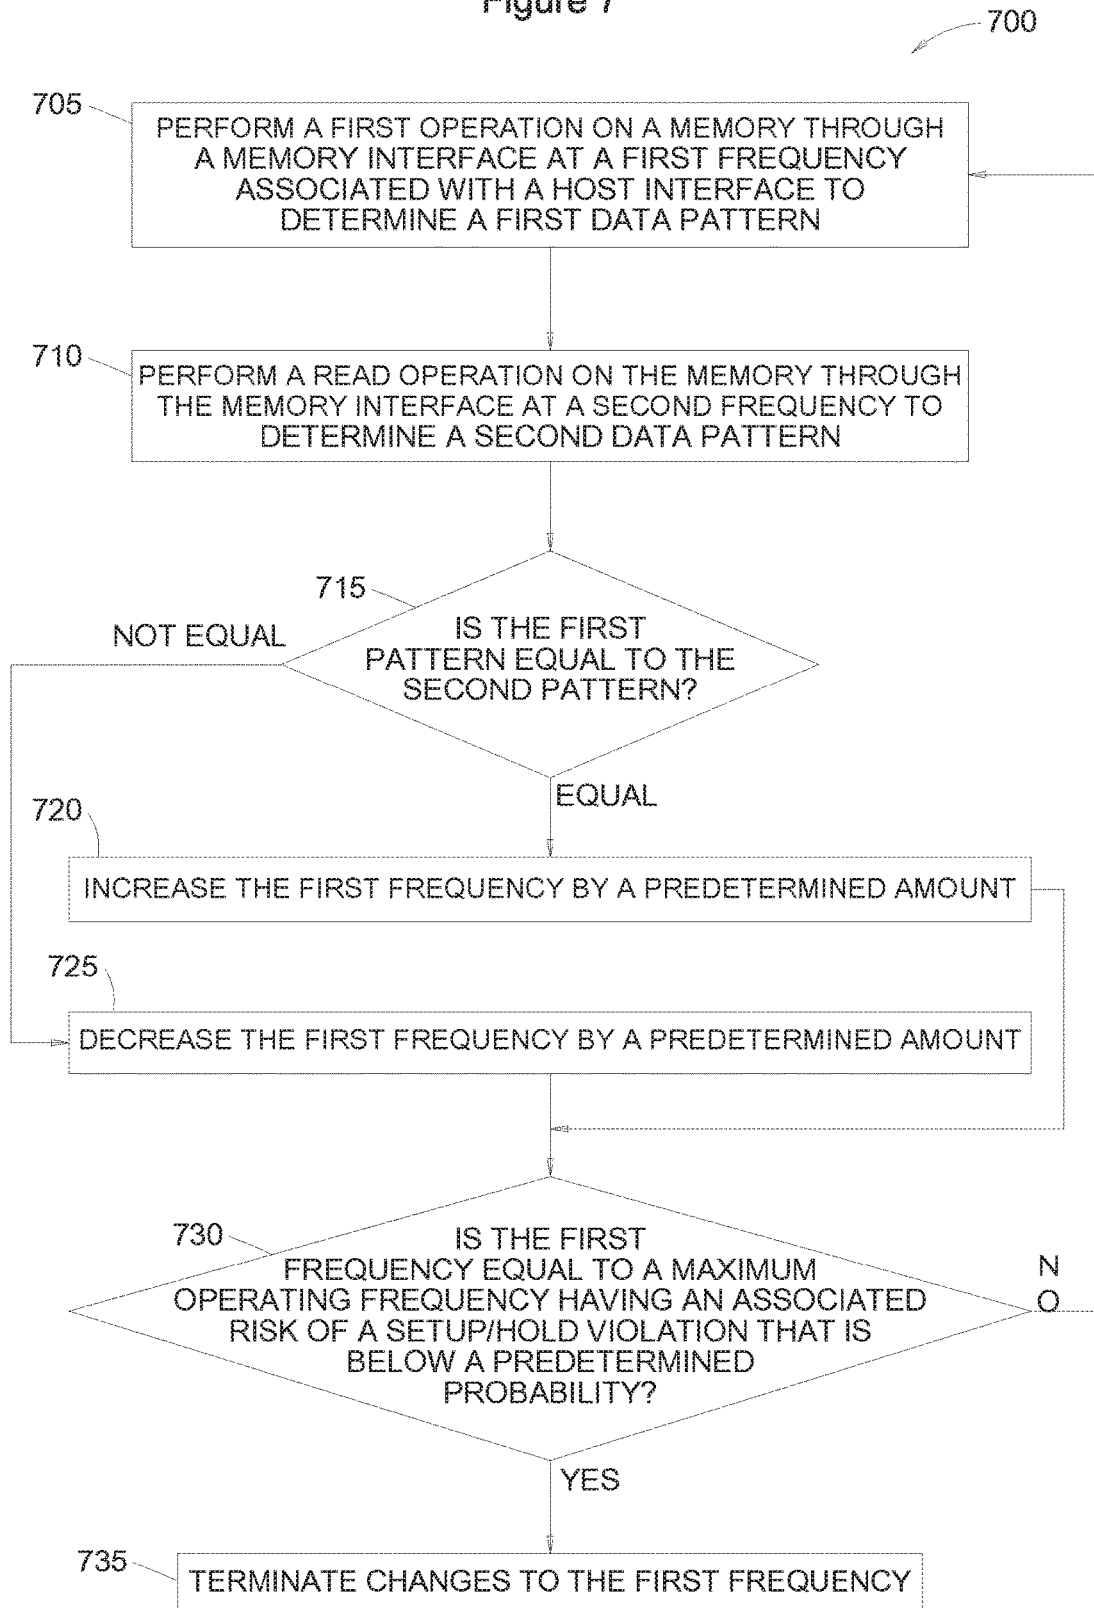 Figure 7
700
705
PERFORM A FIRST OPERATION ON A MEMORY THROUGH
A MEMORY INTERFACE AT A FIRST FREQUENCY
ASSOCIATED WITH A HOST INTERFACE TO
DETERMINE A FIRST DATA PATTERN
710
PERFORM A READ OPERATION ON THE MEMORY THROUGH
THE MEMORY INTERFACE AT A SECOND FREQUENCY TO
DETERMINE A SECOND DATA PATTERN
715
NOT EQUAL
IS THE FIRST
PATTERN EQUAL TO THE
SECOND PATTERN?
EQUAL
720
INCREASE THE FIRST FREQUENCY BY A PREDETERMINED AMOUNT
725
DECREASE THE FIRST FREQUENCY BY A PREDETERMINED AMOUNT
730
IS THE FIRST
FREQUENCY EQUAL TO A MAXIMUM
OPERATING FREQUENCY HAVING AN ASSOCIATED
RISK OF A SETUP/HOLD VIOLATION THAT IS
BELOW A PREDETERMINED
PROBABILITY?
N
O
YES
735
TERMINATE CHANGES TO THE FIRST FREQUENCY